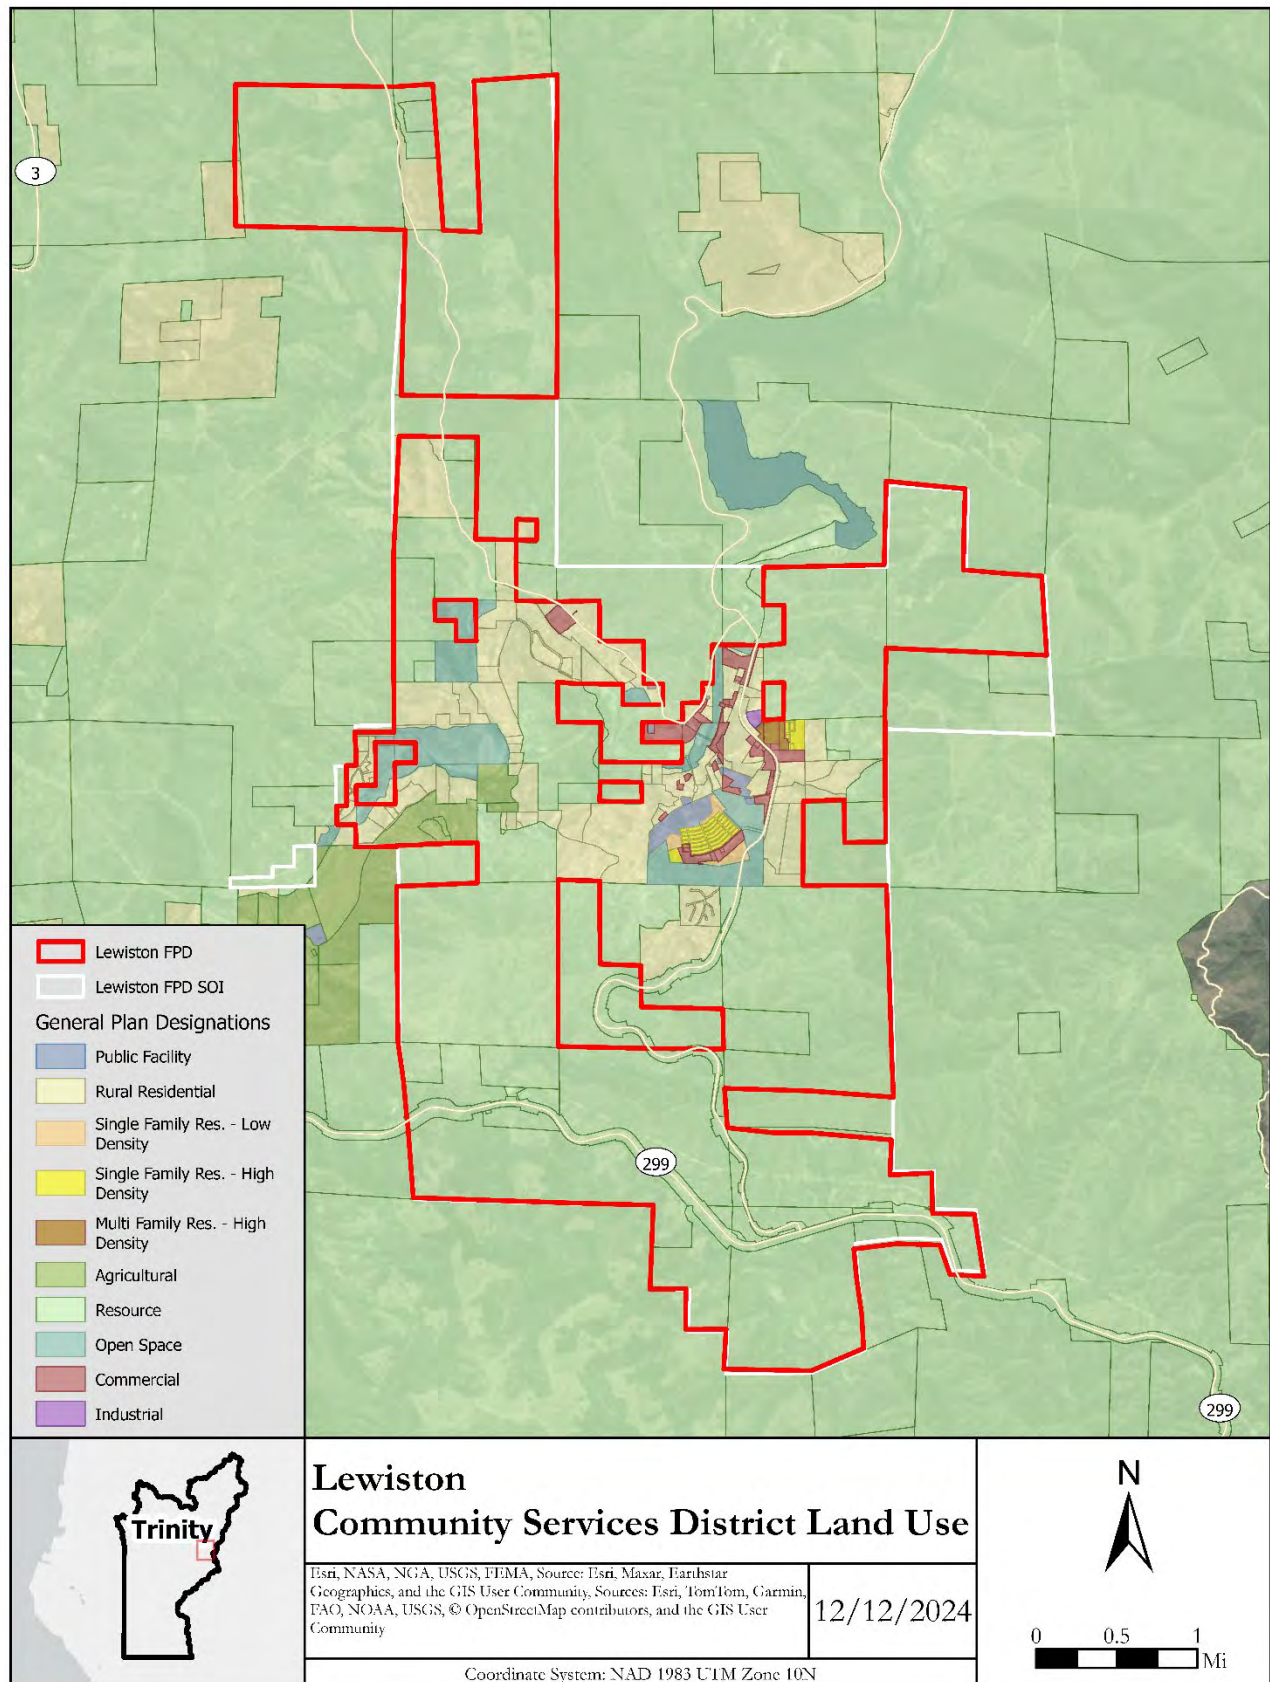 3
299
299
Lewiston FPD
Lewiston FPD SOI
General Plan Designations
Public Facility
Rural Residential
Single Family Res. - Low
Density
Single Family Res. - High
Density
Multi Family Res. - High
Density
Agricultural
Resource
Open Space
Commercial
Industrial
Trinity
Lewiston
Community Services District Land Use
Esri, NASA, NGA, USGS, FEMA, Source: Esri, Maxar, Earthstar
Geographics, and the GIS User Community, Sources: Esri, TomTom, Garmin,
FAO, NOAA, USGS, © OpenStreetMap contributors, and the GIS User
Community
12/12/2024
Coordinate System: NAD 1983 UTM Zone 10N
N
0 0.5 1
Mi